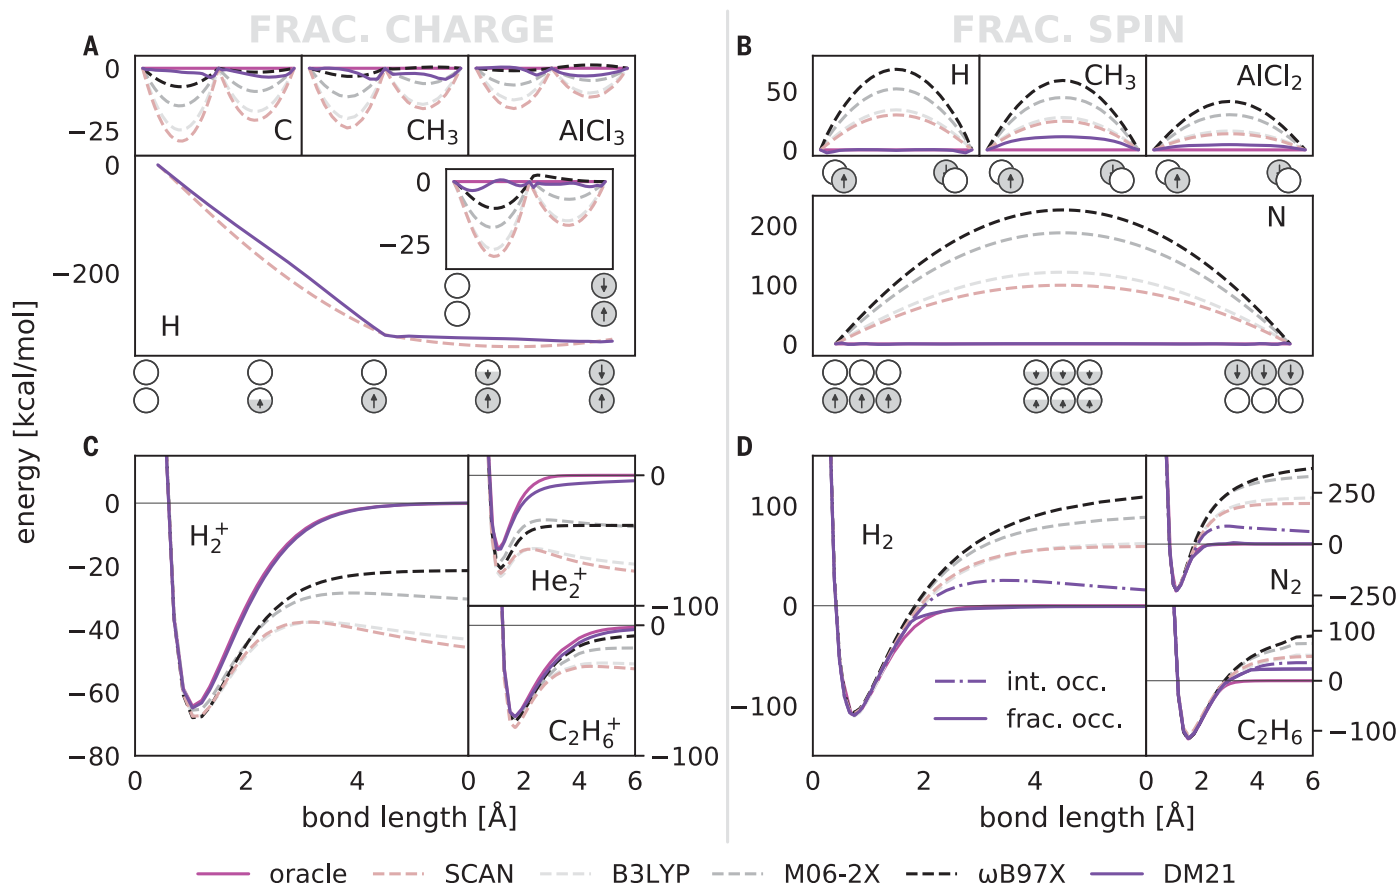 FRAC. CHARGE
FRAC. SPIN
A
0
−25
C
CH3
AlCl3
0
−200
H
0
−25
B
50
0
H
CH3
AlCl2
200
100
0
N
energy [kcal/mol]
C
0
−20
−40
−60
−80
H2+
0
−100
He2+
0
−100
C2H6+
0 2 4 0 2 4 6
bond length [Å]
D
100
0
−100
H2
int. occ.
frac. occ.
250
0
−250
N2
100
0
−100
C2H6
0 2 4 0 2 4 6
bond length [Å]
oracle SCAN B3LYP M06-2X ωB97X DM21